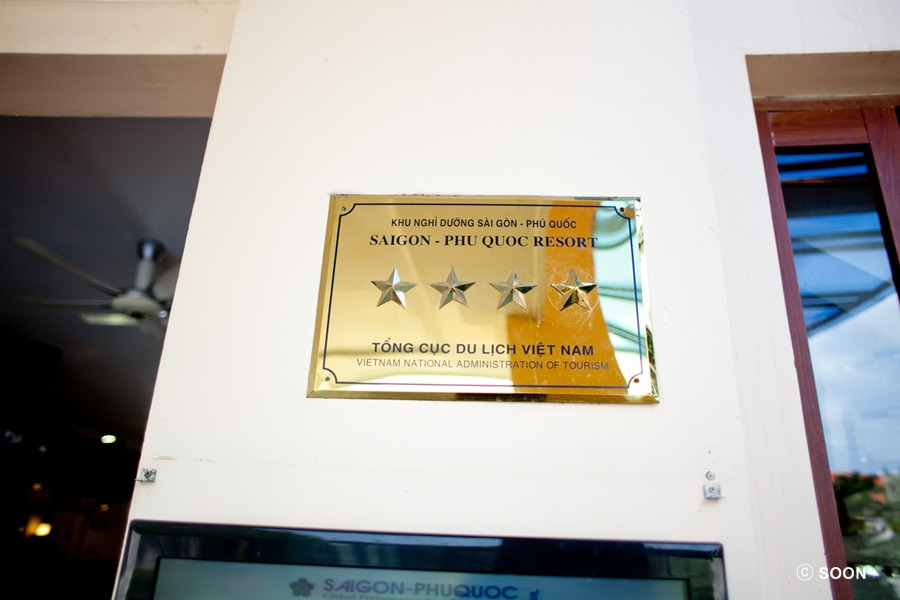 KHU NGHỈ DƯỠNG SÀI GÒN - PHÚ QUỐC
SAIGON - PHU QUOC RESORT
TỔNG CỤC DU LỊCH VIỆT NAM
VIETNAM NATIONAL ADMINISTRATION OF TOURISM
SAIGON-PHUQUOC
© SOON